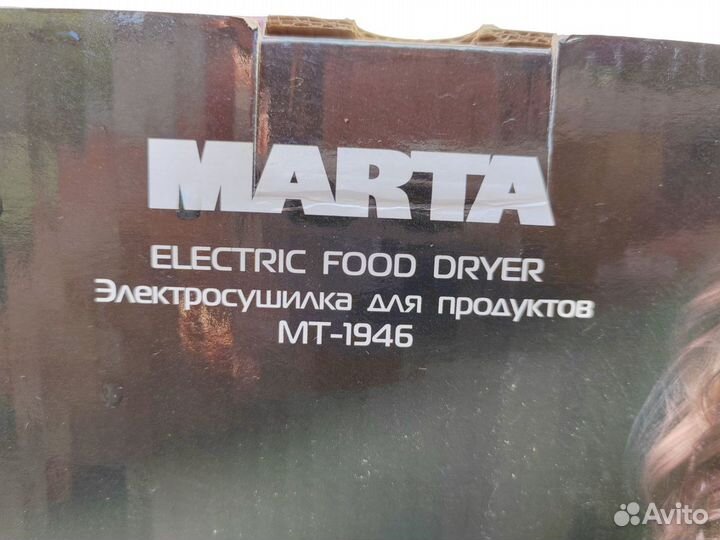 MARTA
ELECTRIC FOOD DRYER
Электросушилка для продуктов
MT-1946
Avito